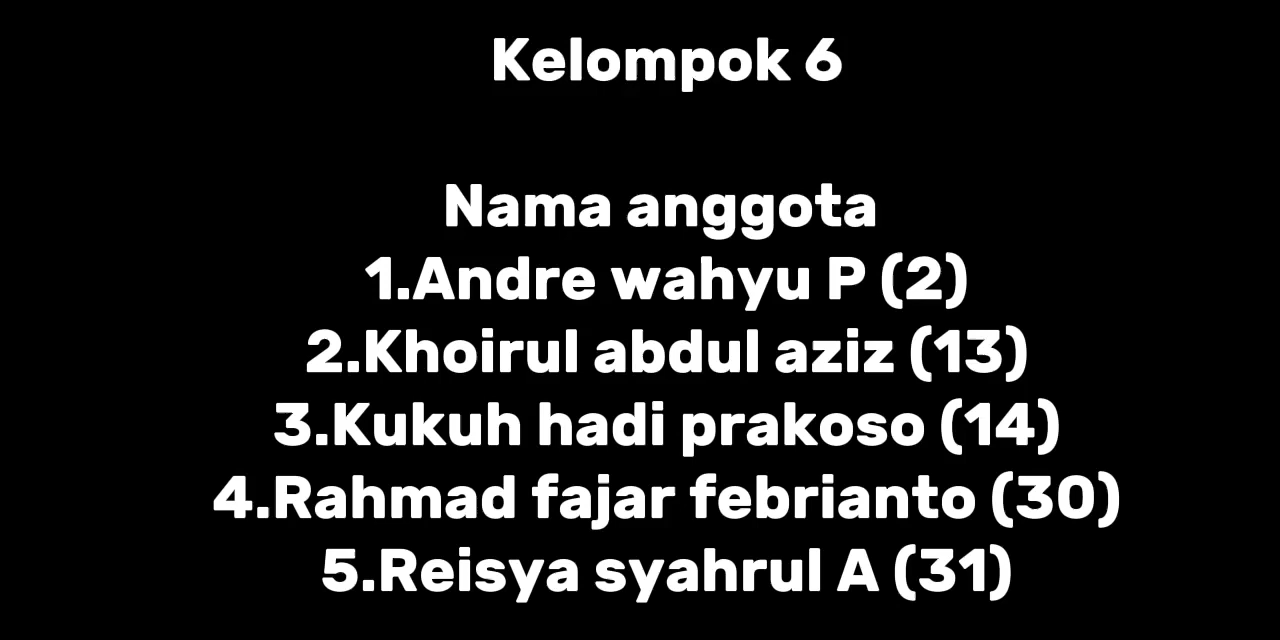 Kelompok 6
Nama anggota
1.Andre wahyu P (2)
2.Khoirul abdul aziz (13)
3.Kukuh hadi prakoso (14)
4.Rahmad fajar febrianto (30)
5.Reisya syahrul A (31)